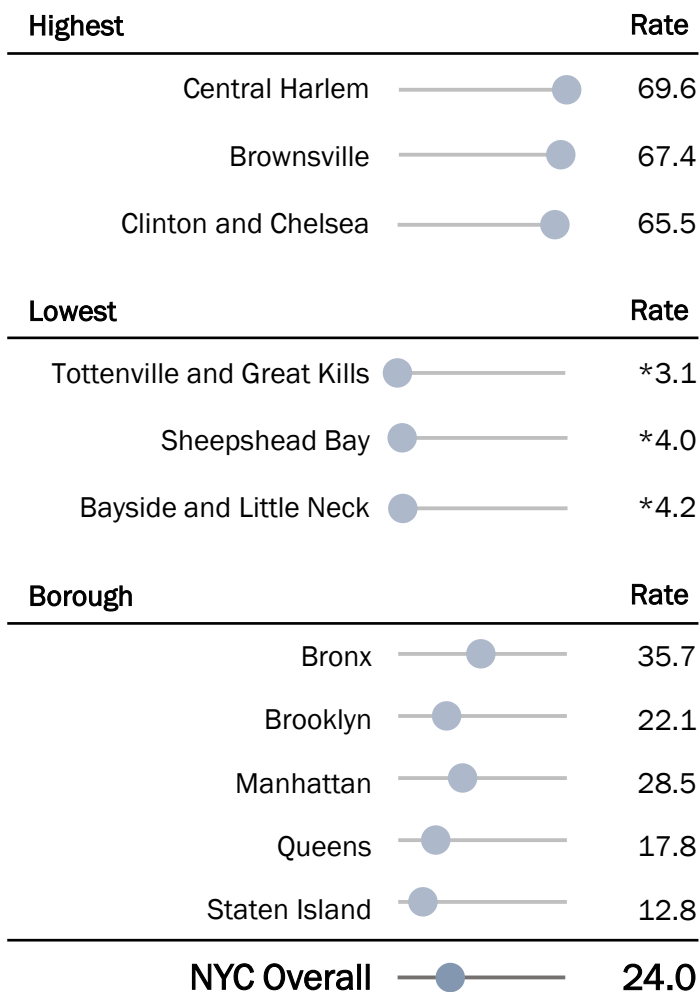 Highest Rate
Central Harlem 69.6
Brownsville 67.4
Clinton and Chelsea 65.5
Lowest Rate
Tottenville and Great Kills *3.1
Sheepshead Bay *4.0
Bayside and Little Neck *4.2
Borough Rate
Bronx 35.7
Brooklyn 22.1
Manhattan 28.5
Queens 17.8
Staten Island 12.8
NYC Overall 24.0